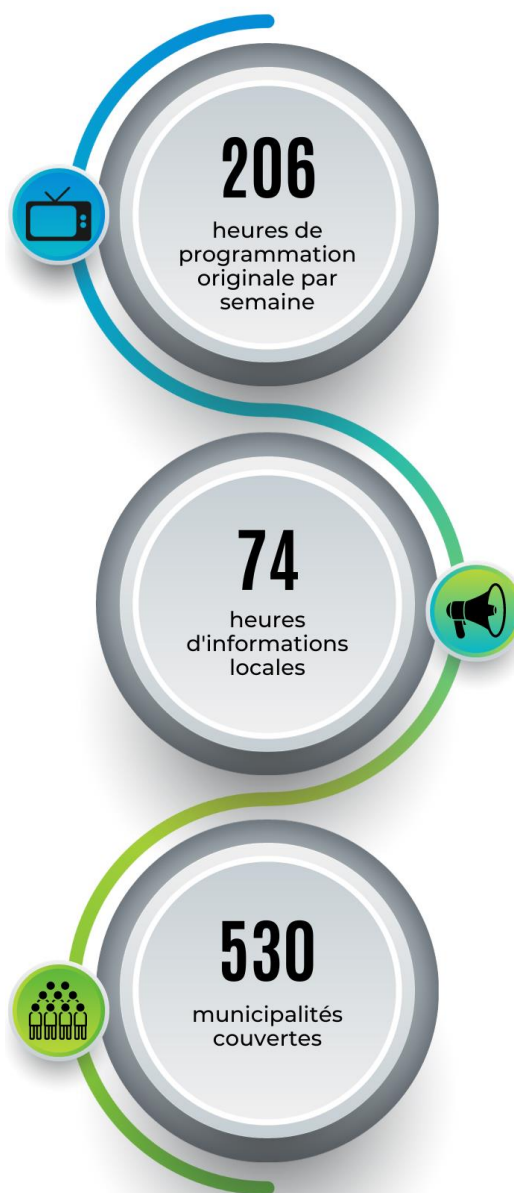 206
heures de
programmation
originale par
semaine
74
heures
d'informations
locales
530
municipalités
couvertes